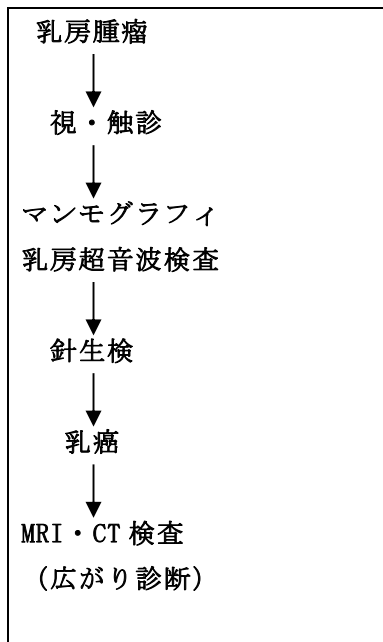 乳房腫瘤
視・触診
マンモグラフィ
乳房超音波検査
針生検
乳癌
MRI・CT 検査
（広がり診断）